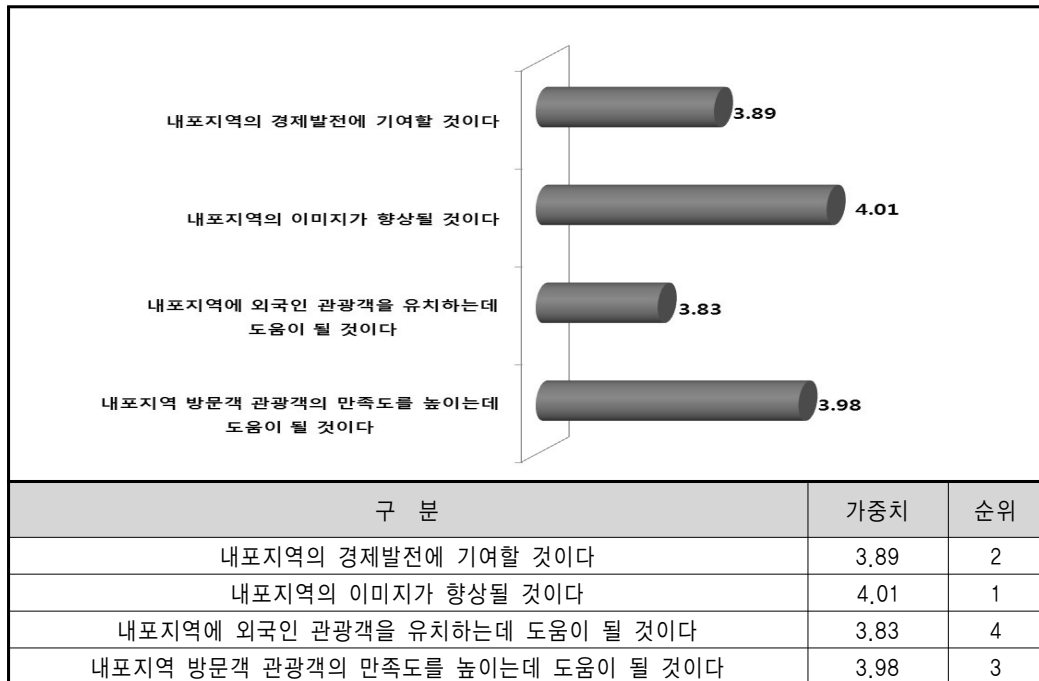 내포지역의 경제발전에 기여할 것이다
3.89
내포지역의 이미지가 향상될 것이다
4.01
내포지역에 외국인 관광객을 유치하는데
도움이 될 것이다
3.83
내포지역 방문객 관광객의 만족도를 높이는데
도움이 될 것이다
3.98
구 분 가중치 순위
내포지역의 경제발전에 기여할 것이다 3.89 2
내포지역의 이미지가 향상될 것이다 4.01 1
내포지역에 외국인 관광객을 유치하는데 도움이 될 것이다 3.83 4
내포지역 방문객 관광객의 만족도를 높이는데 도움이 될 것이다 3.98 3